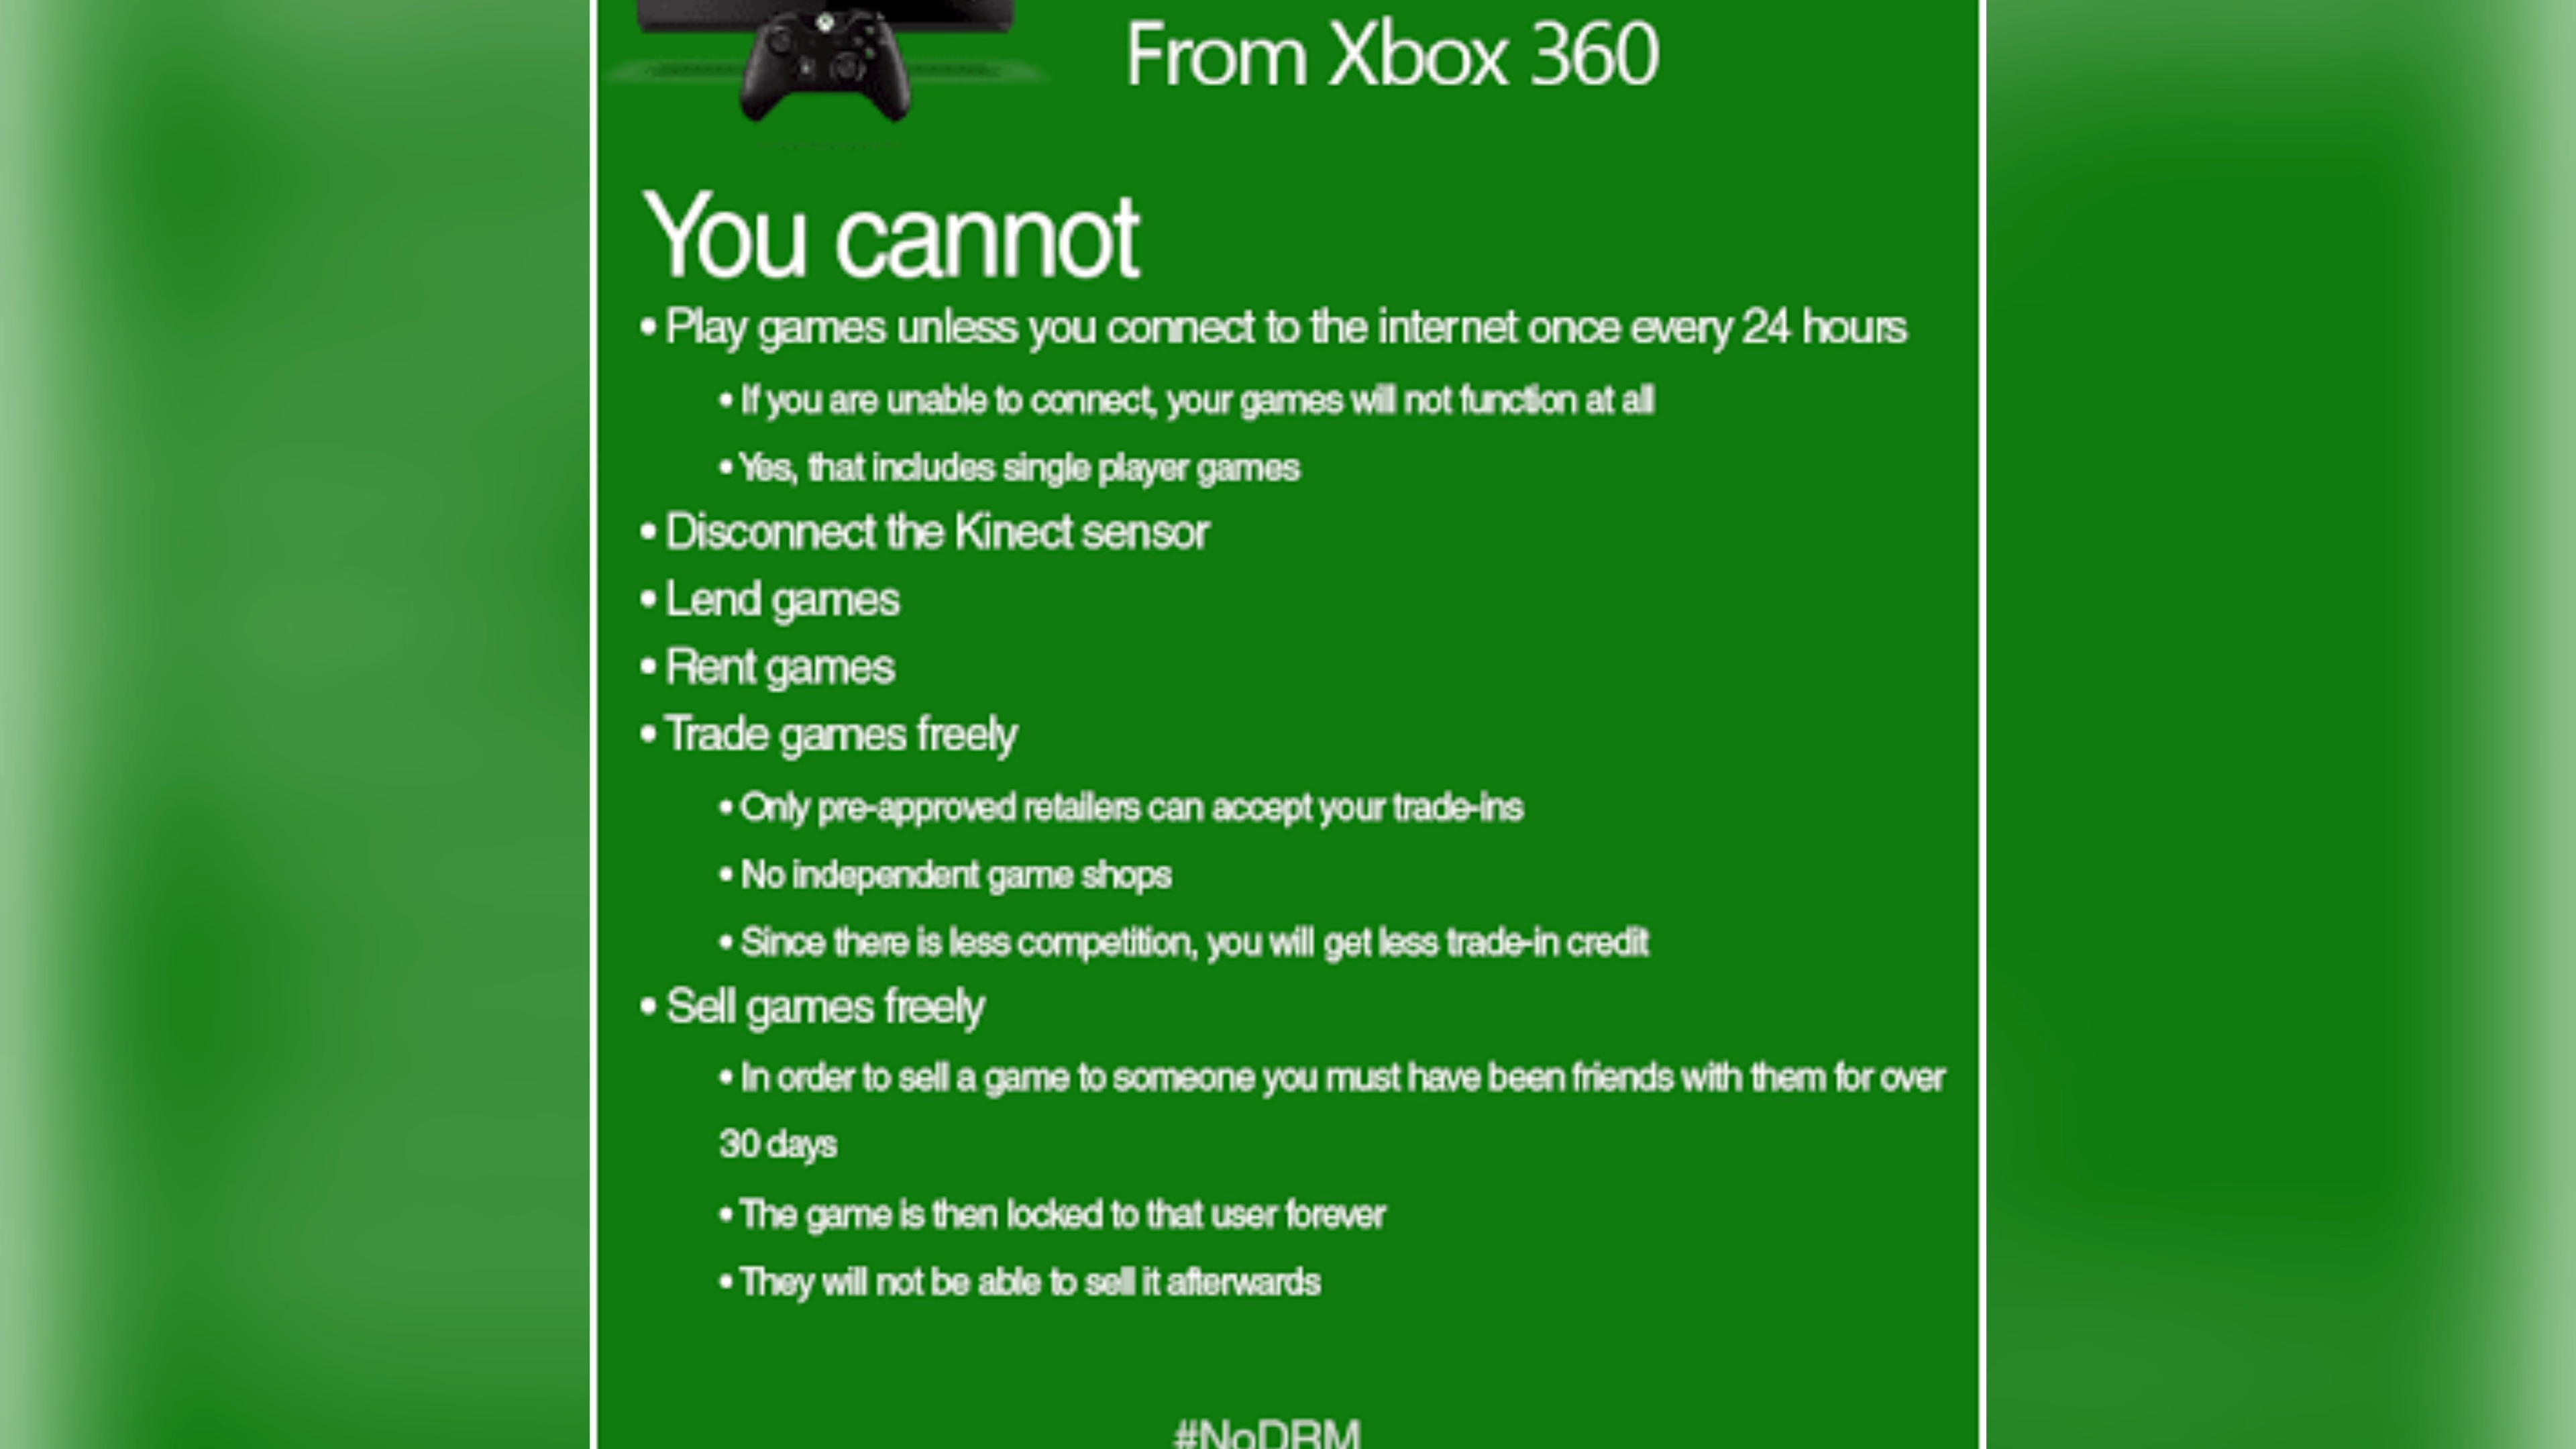 From Xbox 360
You cannot
• Play games unless you connect to the internet once every 24 hours
• If you are unable to connect, your games will not function at all
• Yes, that includes single player games
• Disconnect the Kinect sensor
• Lend games
• Rent games
• Trade games freely
• Only pre-approved retailers can accept your trade-ins
• No independent game shops
• Since there is less competition, you will get less trade-in credit
• Sell games freely
• In order to sell a game to someone you must have been friends with them for over
30 days
• The game is then locked to that user forever
• They will not be able to sell it afterwards
#NoDRM